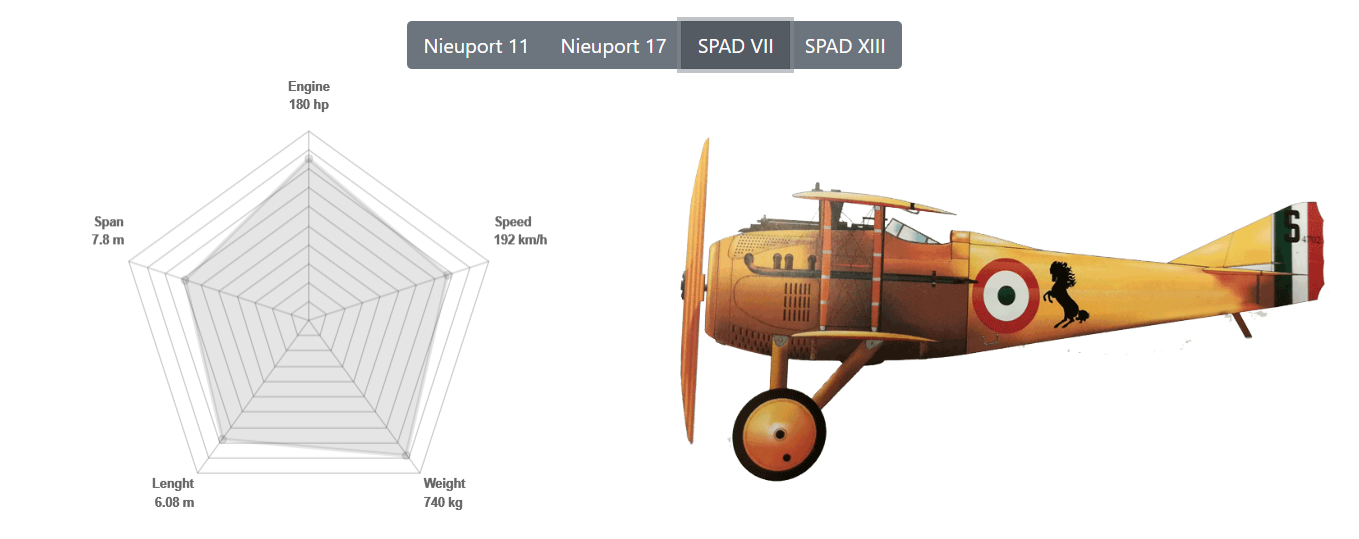 Nieuport 11 Nieuport 17 SPAD VII SPAD XIII
Engine
180 hp
Span
7.8 m
Speed
192 km/h
Lenght
6.08 m
Weight
740 kg
S